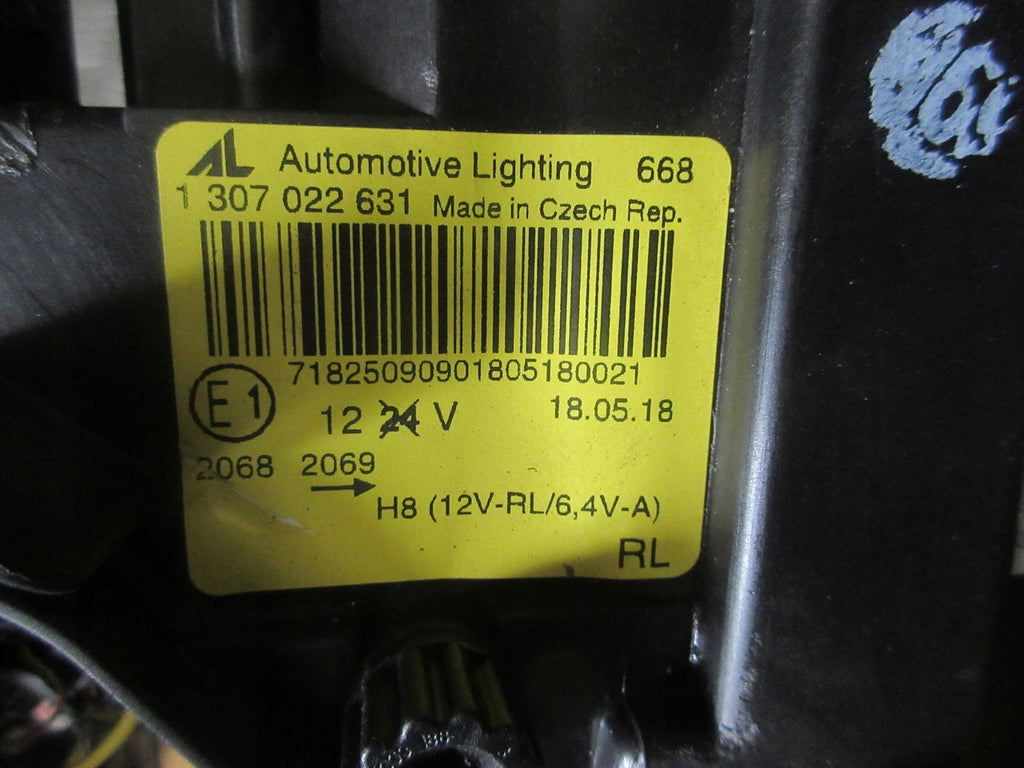 AL Automotive Lighting 668
1 307 022 631 Made in Czech Rep.
71825090901805180021
E1 12 24 V 18.05.18
2068 2069
H8 (12V-RL/6,4V-A)
RL